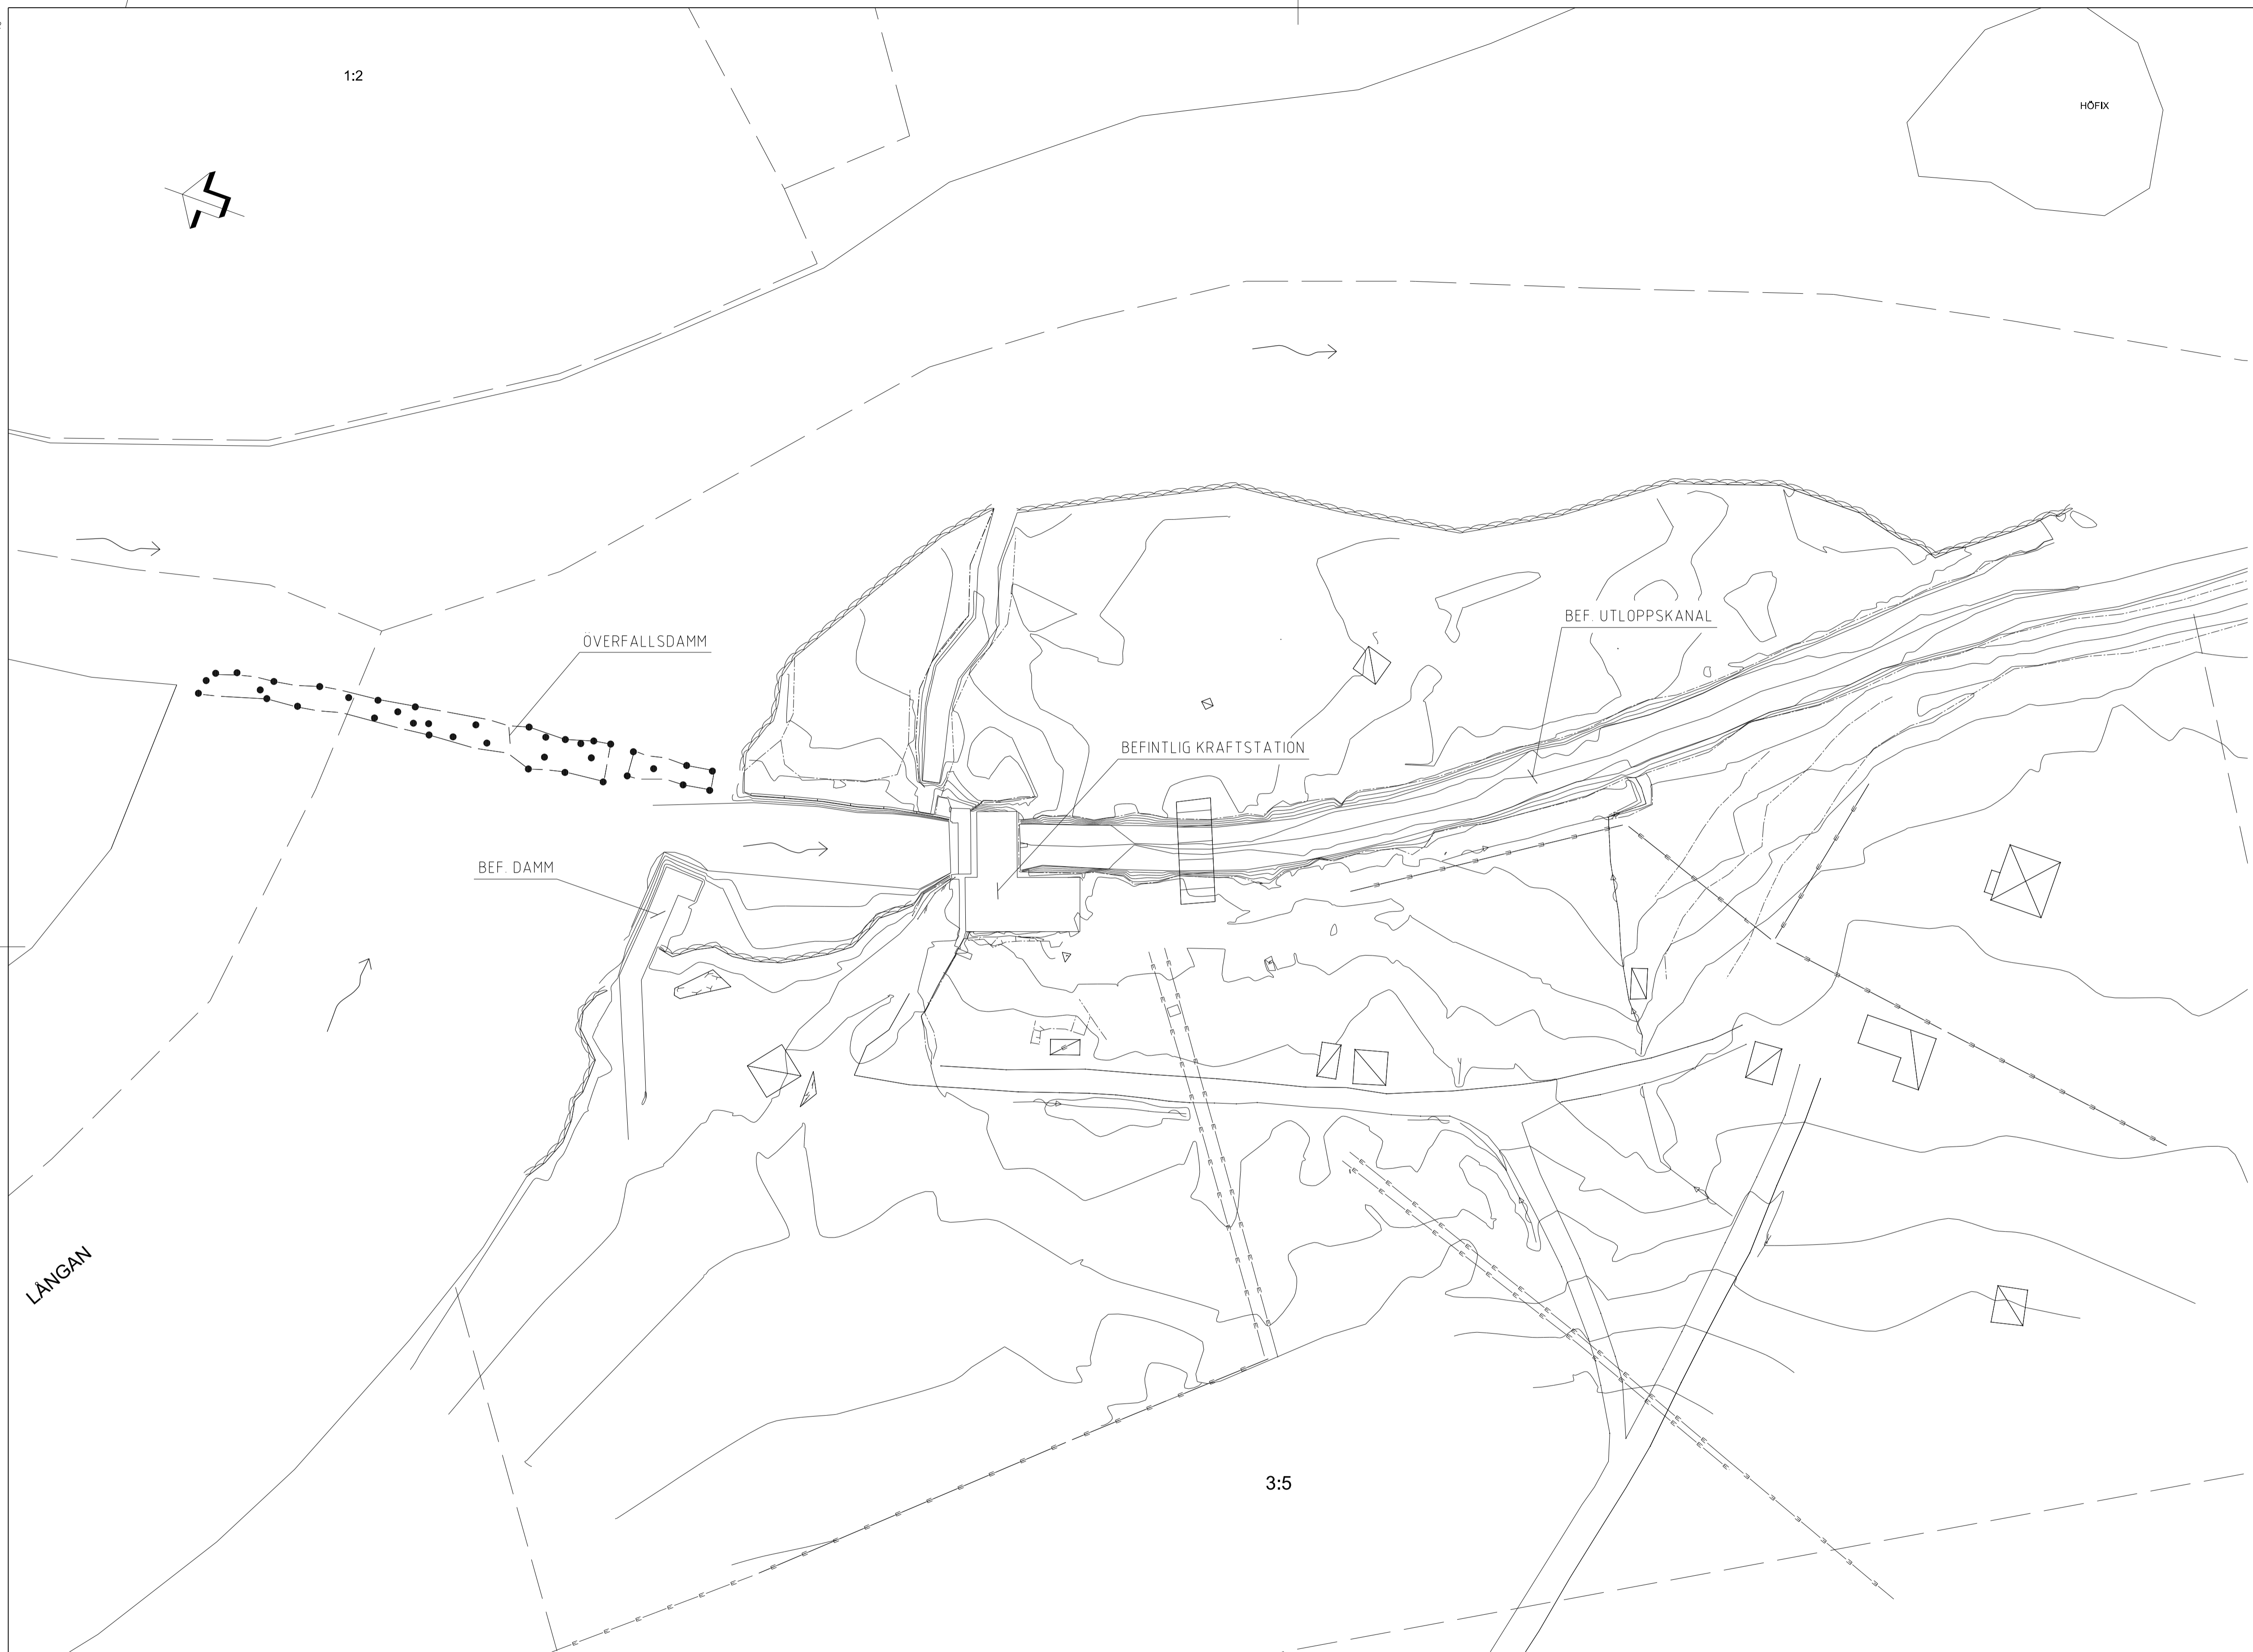 1:2
HÖFIX
ÖVERFALLSDAMM
BEF. UTLOPPSKANAL
BEFINTLIG KRAFTSTATION
BEF. DAMM
LÅNGAN
3:5